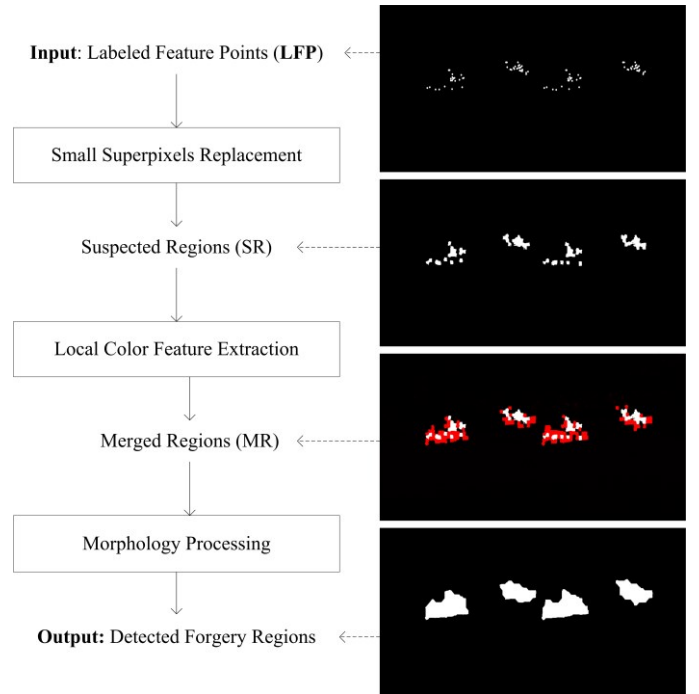 Input: Labeled Feature Points (LFP)
Small Superpixels Replacement
Suspected Regions (SR)
Local Color Feature Extraction
Merged Regions (MR)
Morphology Processing
Output: Detected Forgery Regions